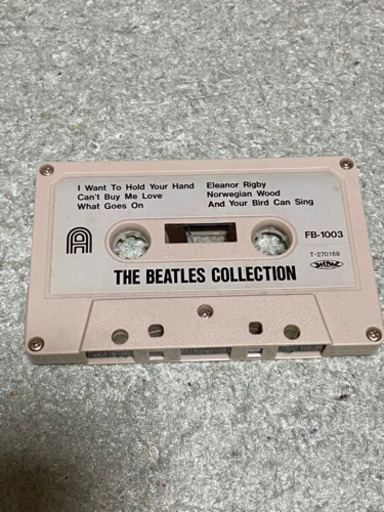 I Want To Hold Your Hand
Can't Buy Me Love
What Goes On
Eleanor Rigby
Norwegian Wood
And Your Bird Can Sing
A
FB-1003
T-270168
THE BEATLES COLLECTION